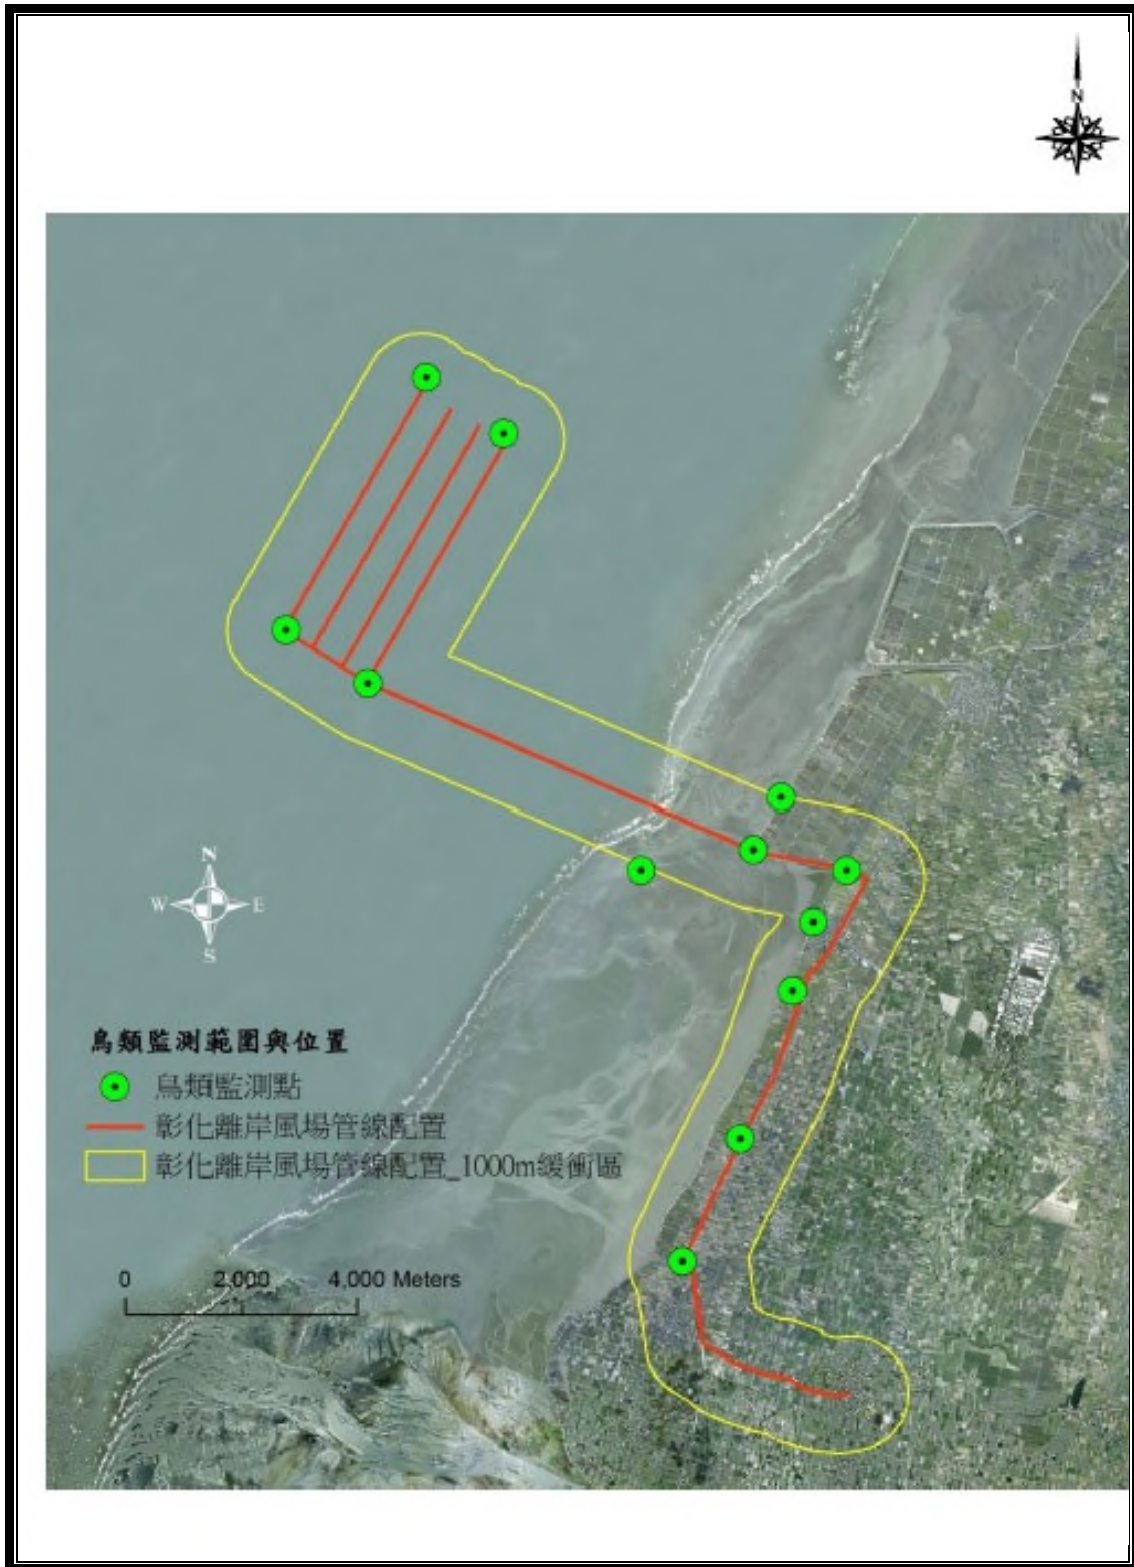 N
N
W E
S
鳥類監測範圍與位置
鳥類監測點
彰化離岸風場管線配置
彰化離岸風場管線配置_1000m緩衝區
0 2,000 4,000 Meters